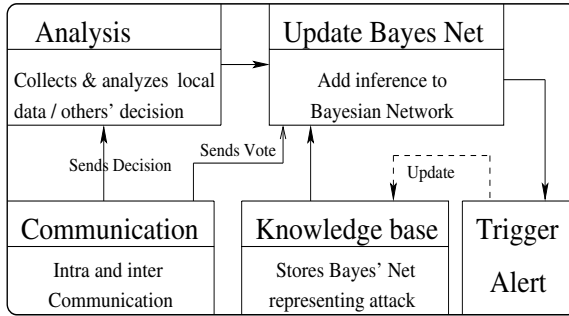 Analysis
Collects & analyzes local
data / others' decision
Update Bayes Net
Add inference to
Bayesian Network
Sends Decision
Sends Vote
Update
Communication
Intra and inter
Communication
Knowledge base
Stores Bayes' Net
representing attack
Trigger
Alert